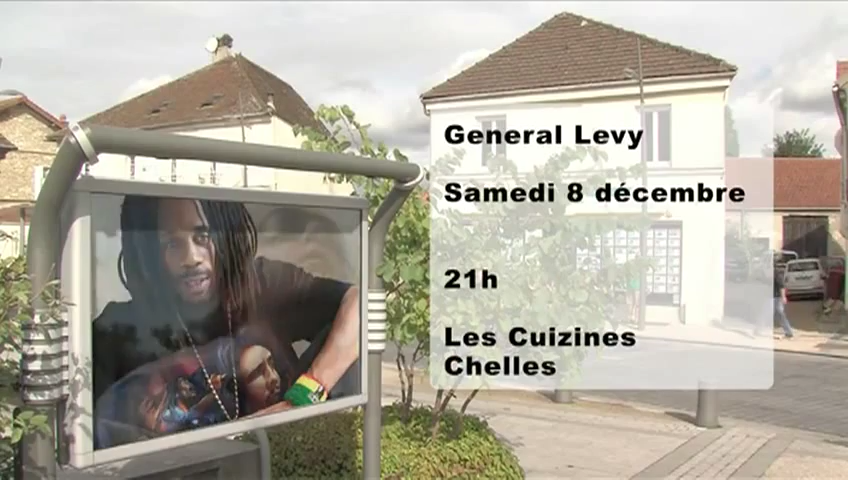 General Levy
Samedi 8 décembre
21h
Les Cuizines
Chelles